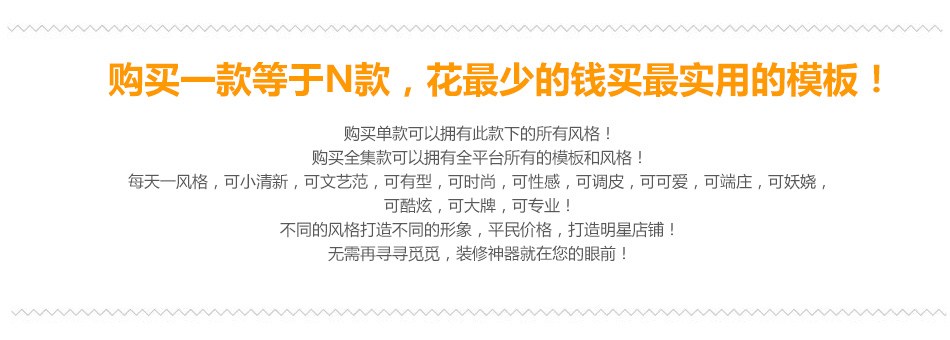 购买一款等于N款，花最少的钱买最实用的模板！
购买单款可以拥有此款下的所有风格！
购买全集款可以拥有全平台所有的模板和风格！
每天一风格，可小清新，可文艺范，可有型，可时尚，可性感，可调皮，可可爱，可端庄，可妖娆，
可酷炫，可大牌，可专业！
不同的风格打造不同的形象，平民价格，打造明星店铺！
无需再寻寻觅觅，装修神器就在您的眼前！